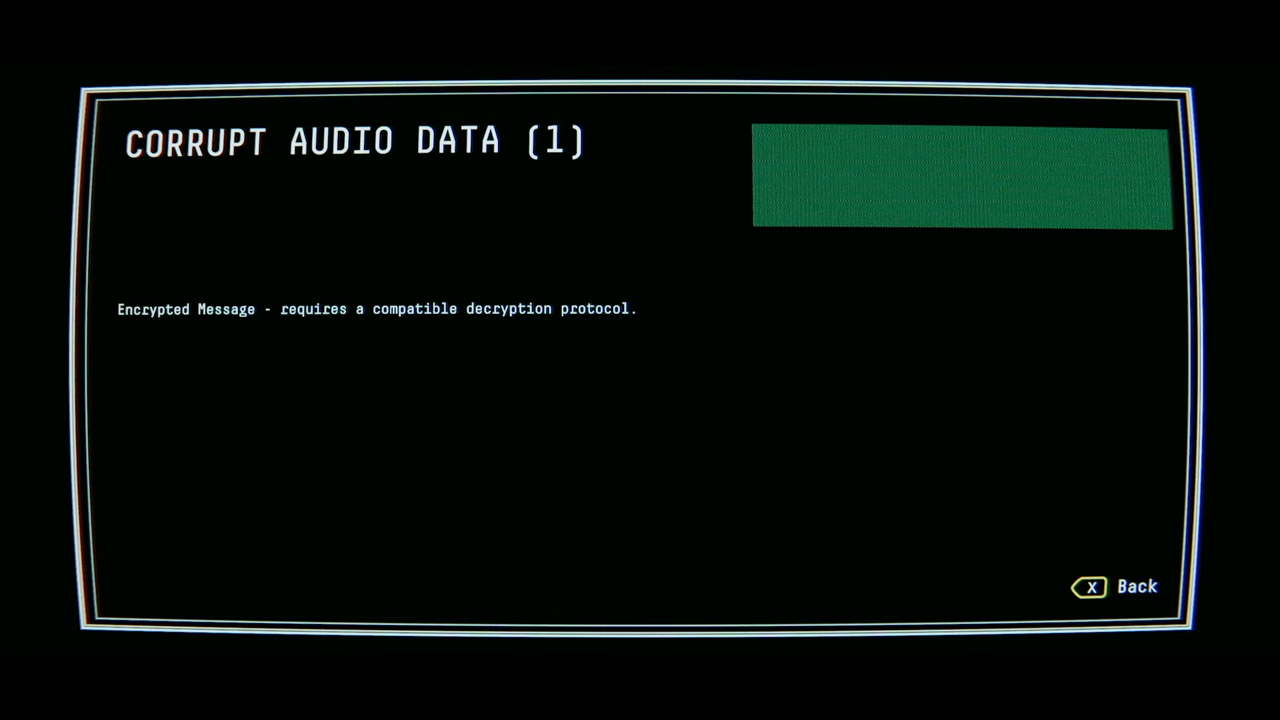 CORRUPT AUDIO DATA (1)
Encrypted Message - requires a compatible decryption protocol.
X Back